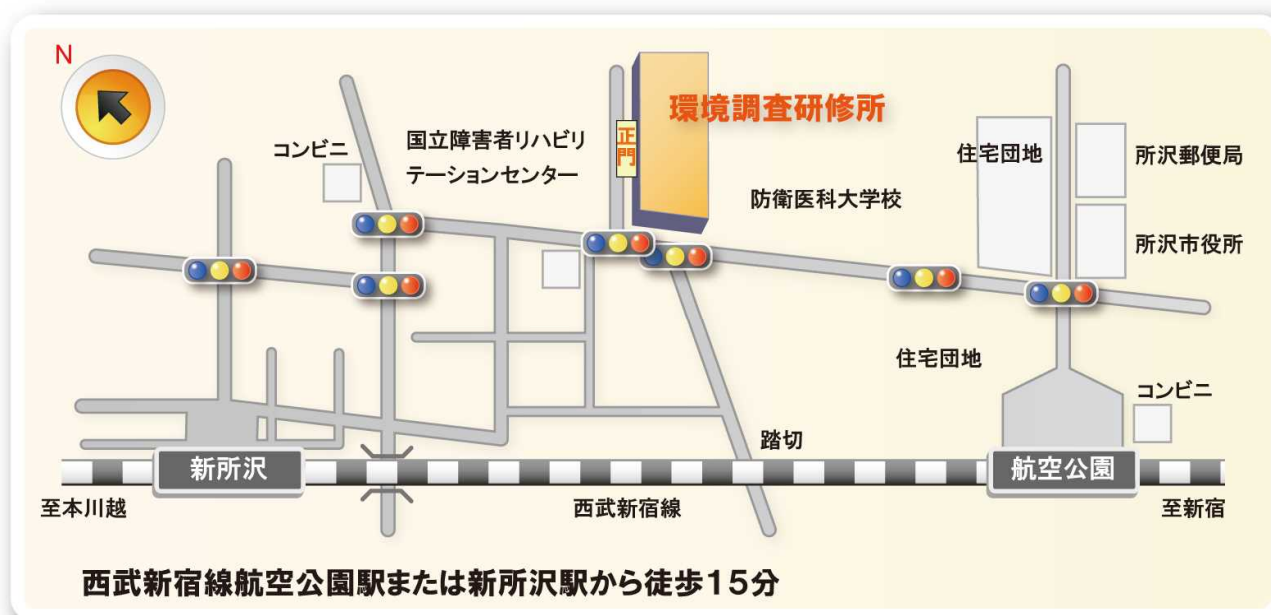 N
コンビニ
国立障害者リハビリ
テーションセンター
正門
環境調査研修所
防衛医科大学校
住宅団地
所沢郵便局
所沢市役所
住宅団地
コンビニ
踏切
新所沢
航空公園
至本川越
西武新宿線
至新宿
西武新宿線航空公園駅または新所沢駅から徒歩15分